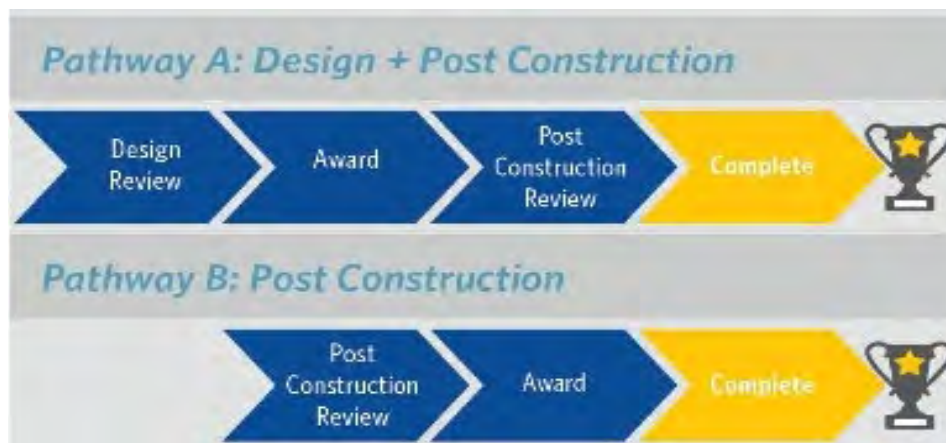 Pathway A: Design + Post Construction
Design
Review
Award
Post
Construction
Review
Complete
Pathway B: Post Construction
Post
Construction
Review
Award
Complete